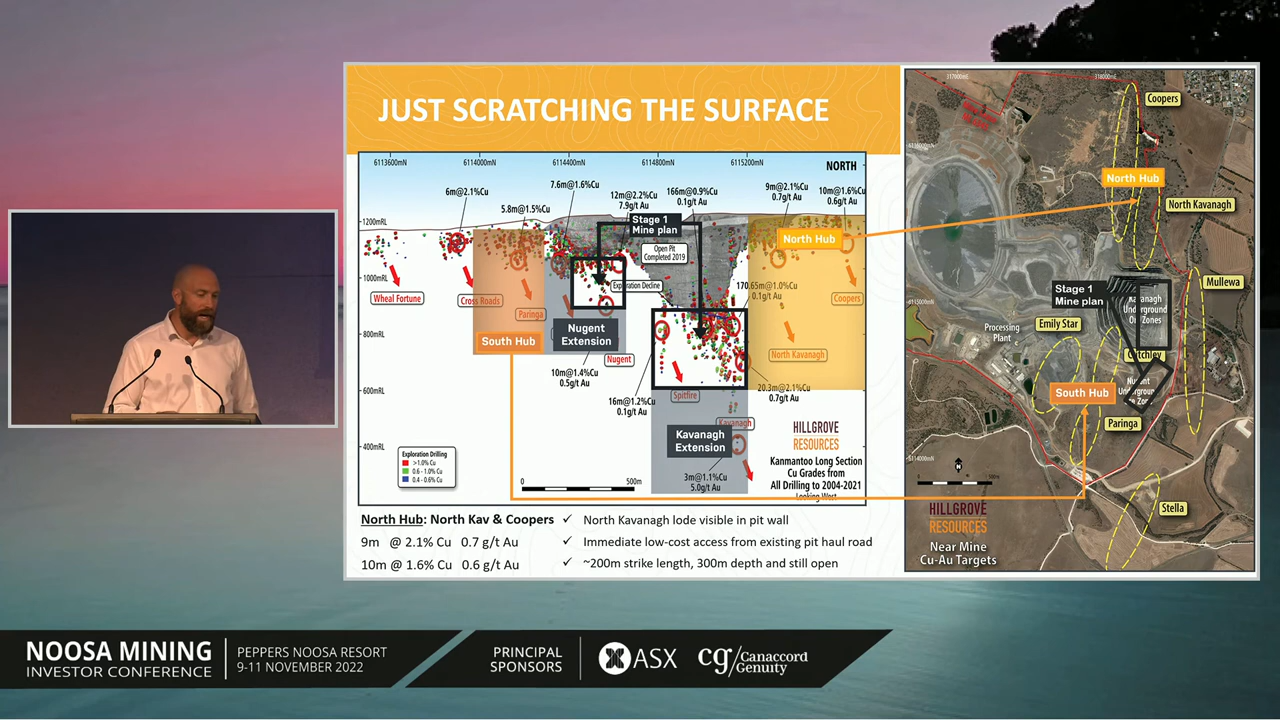 JUST SCRATCHING THE SURFACE
6113600mN
6114000mN
6114400mN
6114800mN
6115200mN
NORTH
6m@2.1%Cu
5.8m@1.5%Cu
7.6m@1.6%Cu
12m@2.2%Cu
7.9g/t Au
166m@0.9%Cu
0.1g/t Au
9m@2.1%Cu
0.7g/t Au
10m@1.6%Cu
0.6g/t Au
1200mRL
1000mRL
800mRL
600mRL
400mRL
Stage 1
Mine plan
Open Pit
Completed 2019
North Hub
Exploration Decline
170.65m@1.0%Cu
0.1g/t Au
Wheal Fortune
Cross Roads
Paringa
South Hub
Nugent
Extension
Nugent
10m@1.4%Cu
0.5g/t Au
16m@1.2%Cu
0.1g/t Au
Spitfire
Coopers
North Kavanagh
20.3m@2.1%Cu
0.7g/t Au
Kavanagh
Kavanagh
Extension
3m@1.1%Cu
5.0g/t Au
Exploration Drilling
>1.0% Cu
0.6 - 1.0% Cu
0.4 - 0.6% Cu
0
500m
HILLGROVE
RESOURCES
Kanmantoo Long Section
Cu Grades from
All Drilling to 2004-2021
Looking West
North Hub: North Kav & Coopers
9m @ 2.1% Cu 0.7 g/t Au
10m @ 1.6% Cu 0.6 g/t Au
✓ North Kavanagh lode visible in pit wall
✓ Immediate low-cost access from existing pit haul road
✓ ~200m strike length, 300m depth and still open
317000mE
318000mE
Coopers
North Hub
North Kavanagh
Mullewa
Stage 1
Mine plan
Kavanagh
Underground
Emily Star
Processing
Plant
South Hub
Paringa
Stella
6114000mN
HILLGROVE
RESOURCES
Near Mine
Cu-Au Targets
NOOSA MINING
INVESTOR CONFERENCE
PEPPERS NOOSA RESORT
9-11 NOVEMBER 2022
PRINCIPAL
SPONSORS
ASX
cg/Canaccord
Genuity